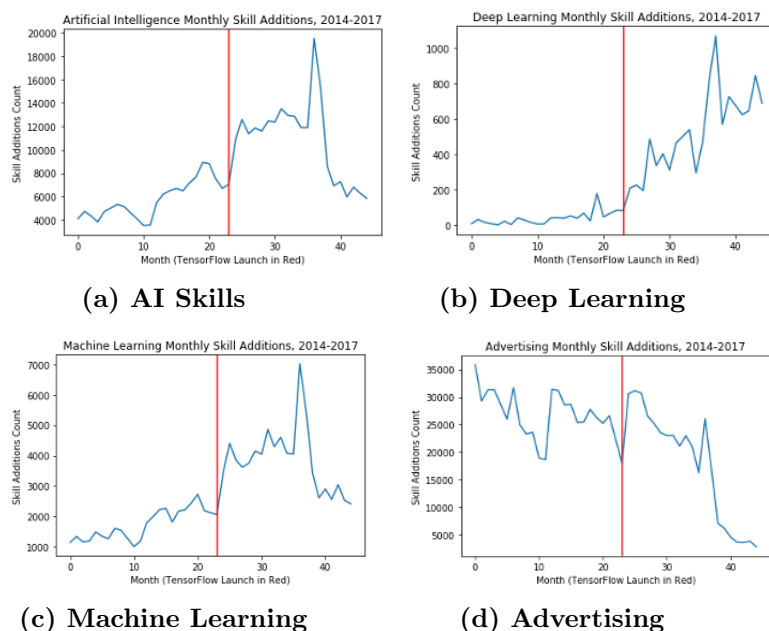 Artificial Intelligence Monthly Skill Additions, 2014-2017
20000
18000
16000
14000
12000
10000
8000
6000
4000
Skill Additions Count
0
20
40
Month (TensorFlow Launch in Red)
(a) AI Skills
Deep Learning Monthly Skill Additions, 2014-2017
1000
800
600
400
200
0
Skill Additions Count
0
20
40
Month (TensorFlow Launch in Red)
(b) Deep Learning
Machine Learning Monthly Skill Additions, 2014-2017
7000
6000
5000
4000
3000
2000
1000
Skill Additions Count
0
10
20
30
40
Month (TensorFlow Launch in Red)
(c) Machine Learning
Advertising Monthly Skill Additions, 2014-2017
35000
30000
25000
20000
15000
10000
5000
Skill Additions Count
0
10
20
30
40
Month (TensorFlow Launch in Red)
(d) Advertising